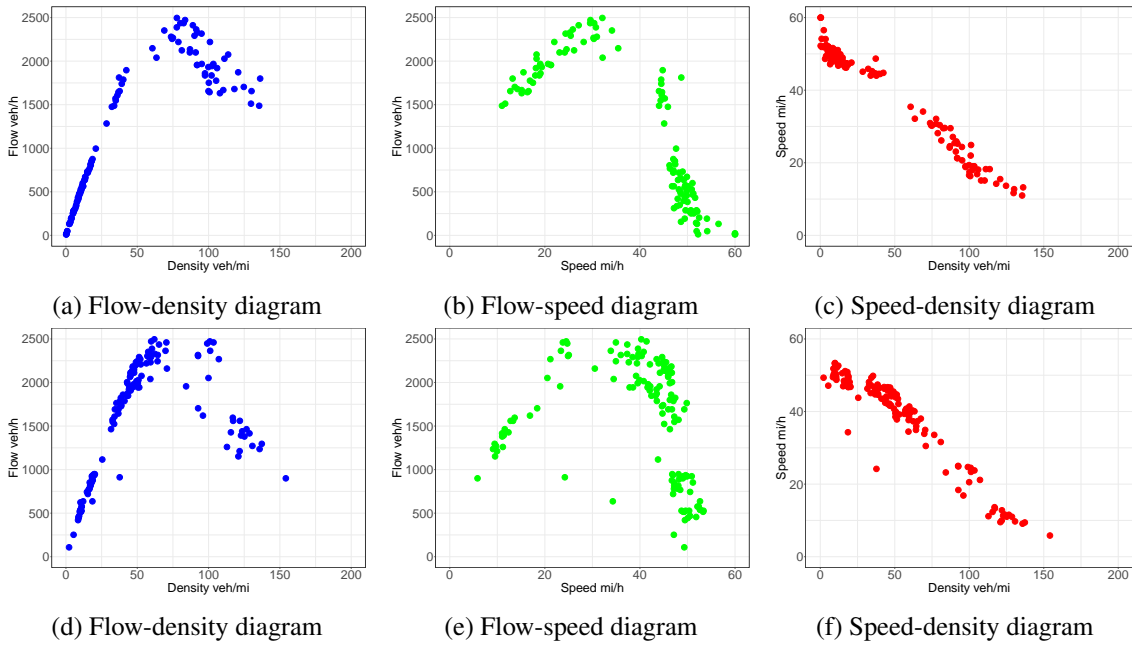 2500
2000
1500
1000
500
0
Flow veh/h
0 50 100 150 200
Density veh/mi
(a) Flow-density diagram
2500
2000
1500
1000
500
0
Flow veh/h
0 20 40 60
Speed mi/h
(b) Flow-speed diagram
60
40
20
0
Speed mi/h
0 50 100 150 200
Density veh/mi
(c) Speed-density diagram
2500
2000
1500
1000
500
0
Flow veh/h
0 50 100 150 200
Density veh/mi
(d) Flow-density diagram
2500
2000
1500
1000
500
0
Flow veh/h
0 20 40 60
Speed mi/h
(e) Flow-speed diagram
60
40
20
0
Speed mi/h
0 50 100 150 200
Density veh/mi
(f) Speed-density diagram